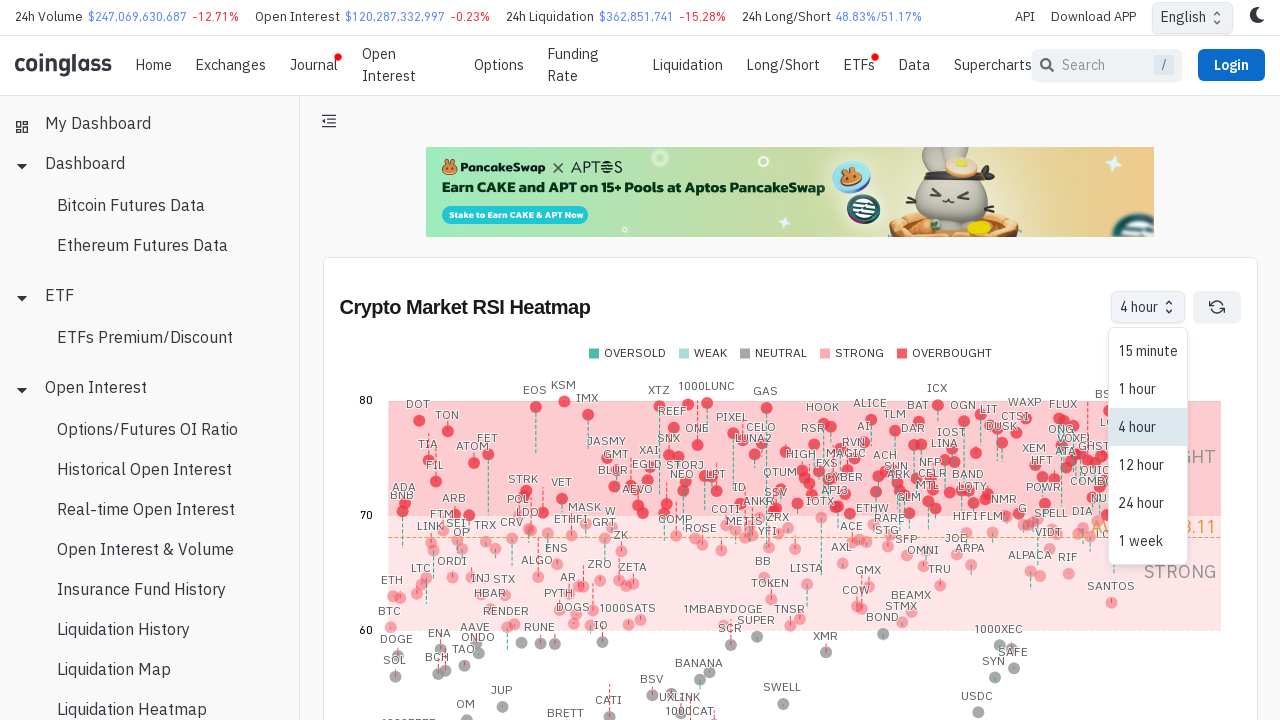 24h Volume $247,069,630,687 -12.71% Open Interest $120,287,332,997 -0.23% 24h Liquidation $362,851,741 -15.28% 24h Long/Short 48.83%/51.17% API Download APP English
coinglass Home Exchanges Journal Open Interest Options Funding Rate Liquidation Long/Short ETFs Data Supercharts Search / Login
My Dashboard
Dashboard
Bitcoin Futures Data
Ethereum Futures Data
ETF
ETFs Premium/Discount
Open Interest
Options/Futures OI Ratio
Historical Open Interest
Real-time Open Interest
Open Interest & Volume
Insurance Fund History
Liquidation History
Liquidation Map
Liquidation Heatmap
PancakeSwap X APTOS
Earn CAKE and APT on 15+ Pools at Aptos PancakeSwap
Stake to Earn CAKE & APT Now
Crypto Market RSI Heatmap
4 hour
15 minute
1 hour
4 hour
12 hour
24 hour
1 week
OVERSOLD WEAK NEUTRAL STRONG OVERBOUGHT
80
EOS KSM IMX XTZ 1000LUNC GAS ICX
DOT TON REEF PIXEL HOOK ALICE BAT OGN LIT WAXP FLUX
TIA ATOM FET JASMY SNX ONE CELO LUNA2 RSR AI TLM DAR IOST LINA DUSK CTSI ONG VOXEL
FIL GMT XAI STORJ HIGH RVN MAGIC ACH XEM ATA GHST
BLUR EGLD NEO LPT QTUM FXS CYBER SUN ARK NFP CELR BAND HFT
ADA BNB ARB STRK POL VET AEVO ID SSV API3 MTL LOTY POWR
FTM LDO MASK W COTI ANKR IOTX ETHW GLM NMR
70
LINK SEI OP TRX CRV ETHFI GRT COMP ROSE METIS ZRX YFI ACE RARE STG HIFI FLM G SPELL DIA
ORDI ENS ZK AXL SFP JOE VIDT
LTC ALGO ZRO ZETA BB OMNI ARPA ALPACA RIF
ETH INJ STX AR TOKEN LISTA GMX TRU STRONG
HBAR PYTH COW BEAMX SANTOS
BTC RENDER DOGS 1000SATS 1MBABYDOGE TNSR STMX
60
DOGE ENA AAVE RUNE IO SCR SUPER BOND
ONDO XMR 1000XEC
SOL BCH TAO BANANA SYN SAFE
JUP BSV SWELL
OM CATI UXLINK USDC
BRETT 1000CAT